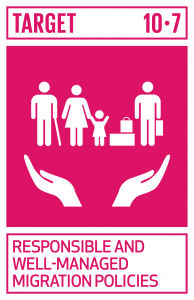 TARGET 10·7
RESPONSIBLE AND
WELL-MANAGED
MIGRATION POLICIES